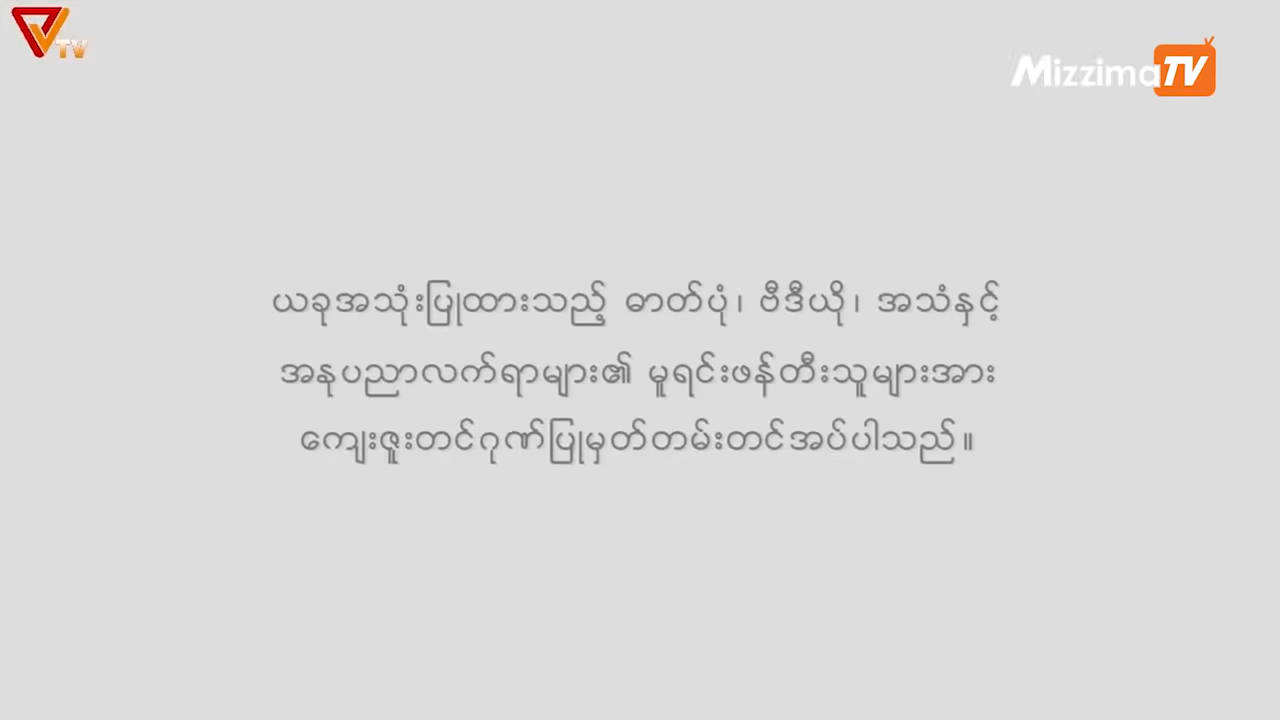 TV
MizzimaTV
ယခုအသုံးပြုထားသည့် ဓာတ်ပုံ၊ ဗီဒီယို၊ အသံနှင့်
အနုပညာလက်ရာများ၏ မူရင်းဖန်တီးသူများအား
ကျေးဇူးတင်ဂုဏ်ပြုမှတ်တမ်းတင်အပ်ပါသည်။